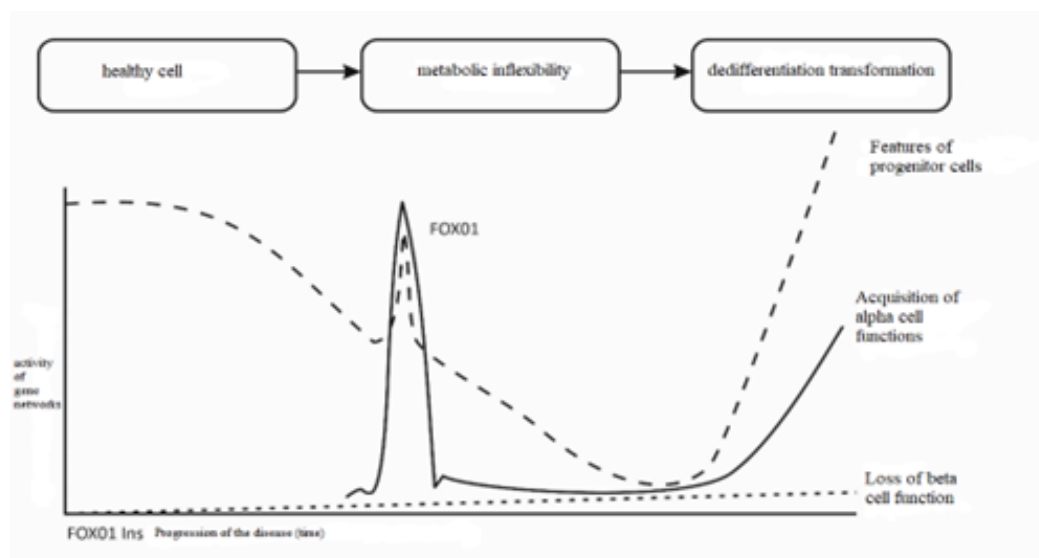 healthy cell
metabolic inflexibility
dedifferentiation transformation
Features of
progenitor cells
FOX01
Acquisition of
alpha cell
functions
activity
of
gene
networks
Loss of beta
cell function
FOX01 Ins Progression of the disease (time)